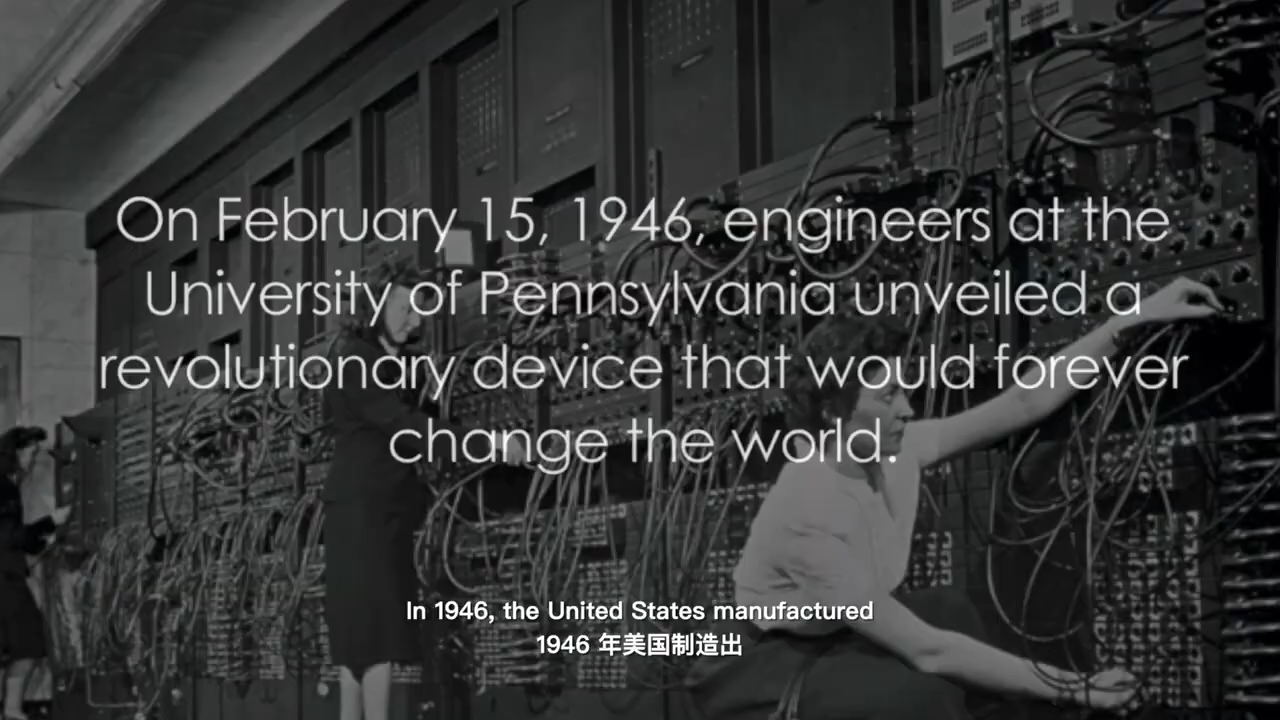 On February 15, 1946, engineers at the
University of Pennsylvania unveiled a
revolutionary device that would forever
change the world.
In 1946, the United States manufactured
1946 年美国制造出